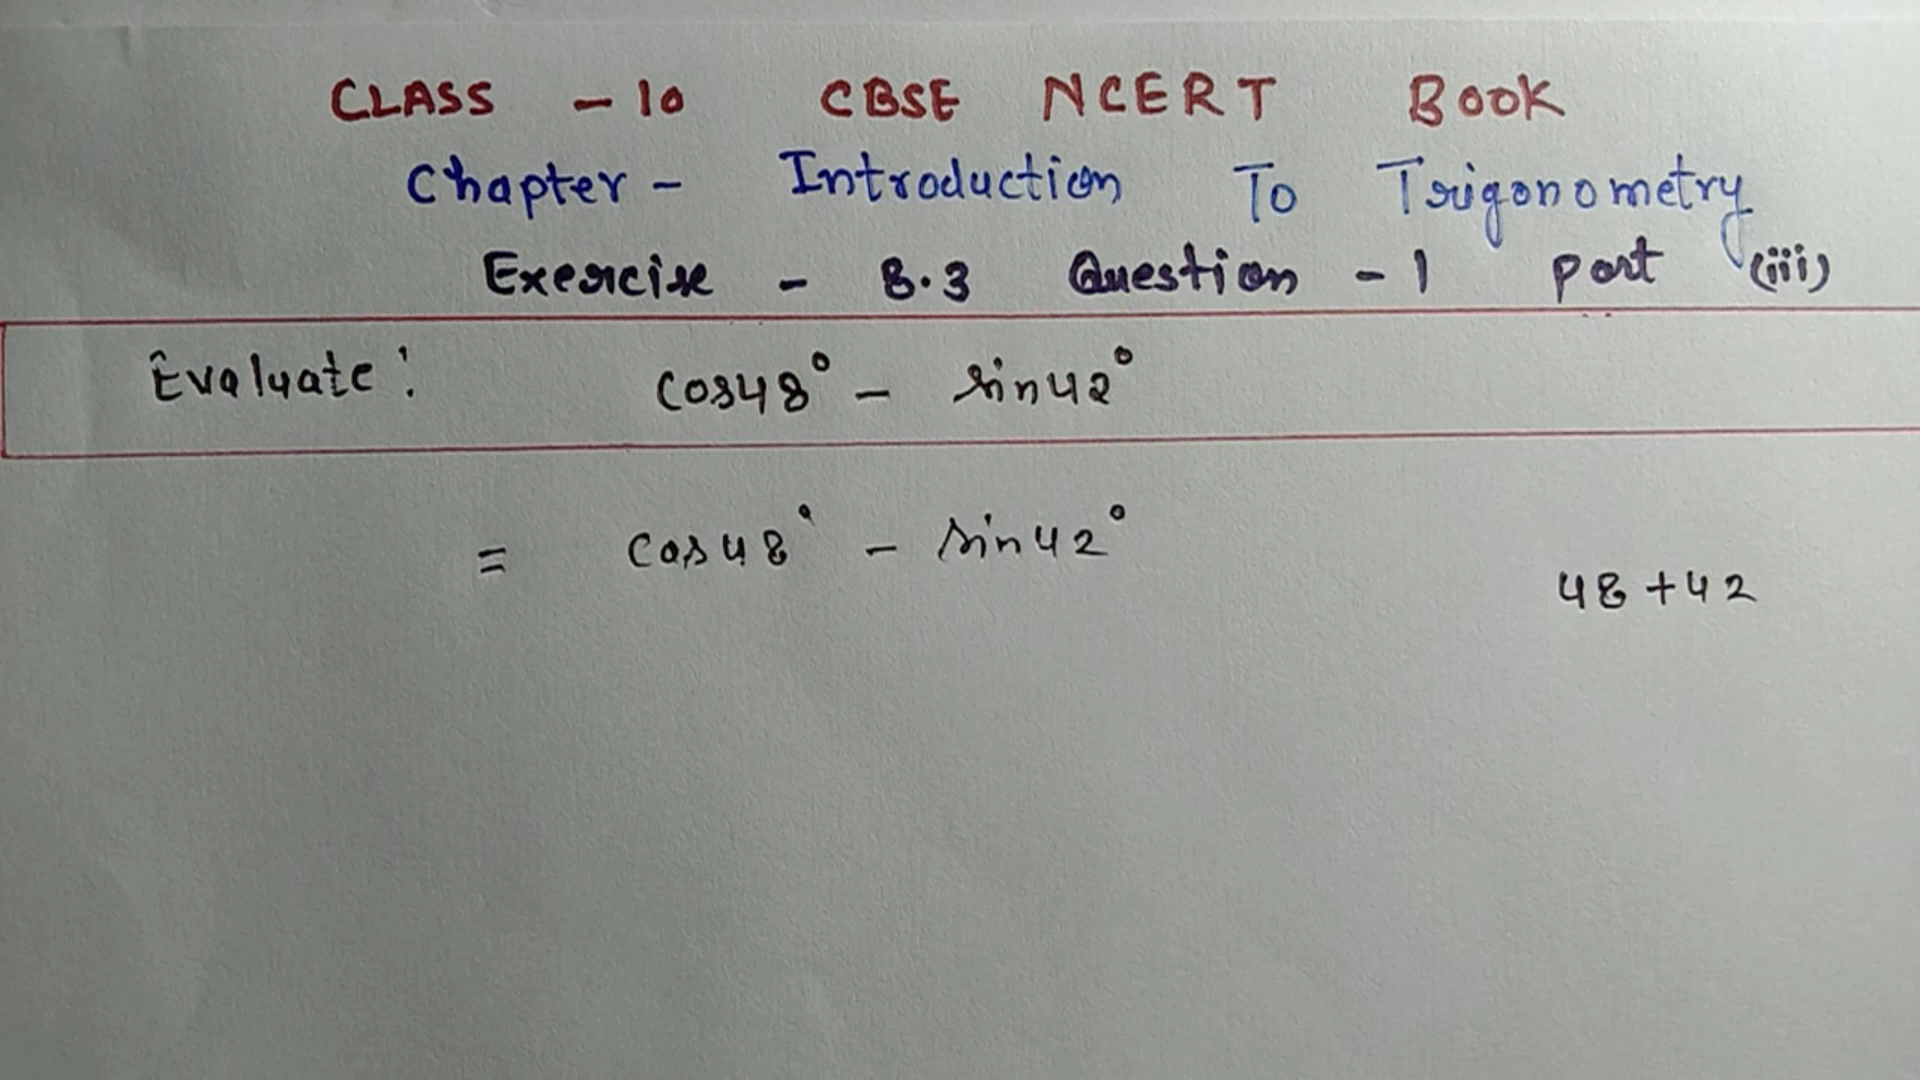 CLASS - 10 CBSE NCERT BOOK
Chapter - Introduction To Trigonometry
Exercise - 8.3 Question - 1 part (iii)
Evaluate: cos48° - sin42°
= cos48° - sin42°
48+42